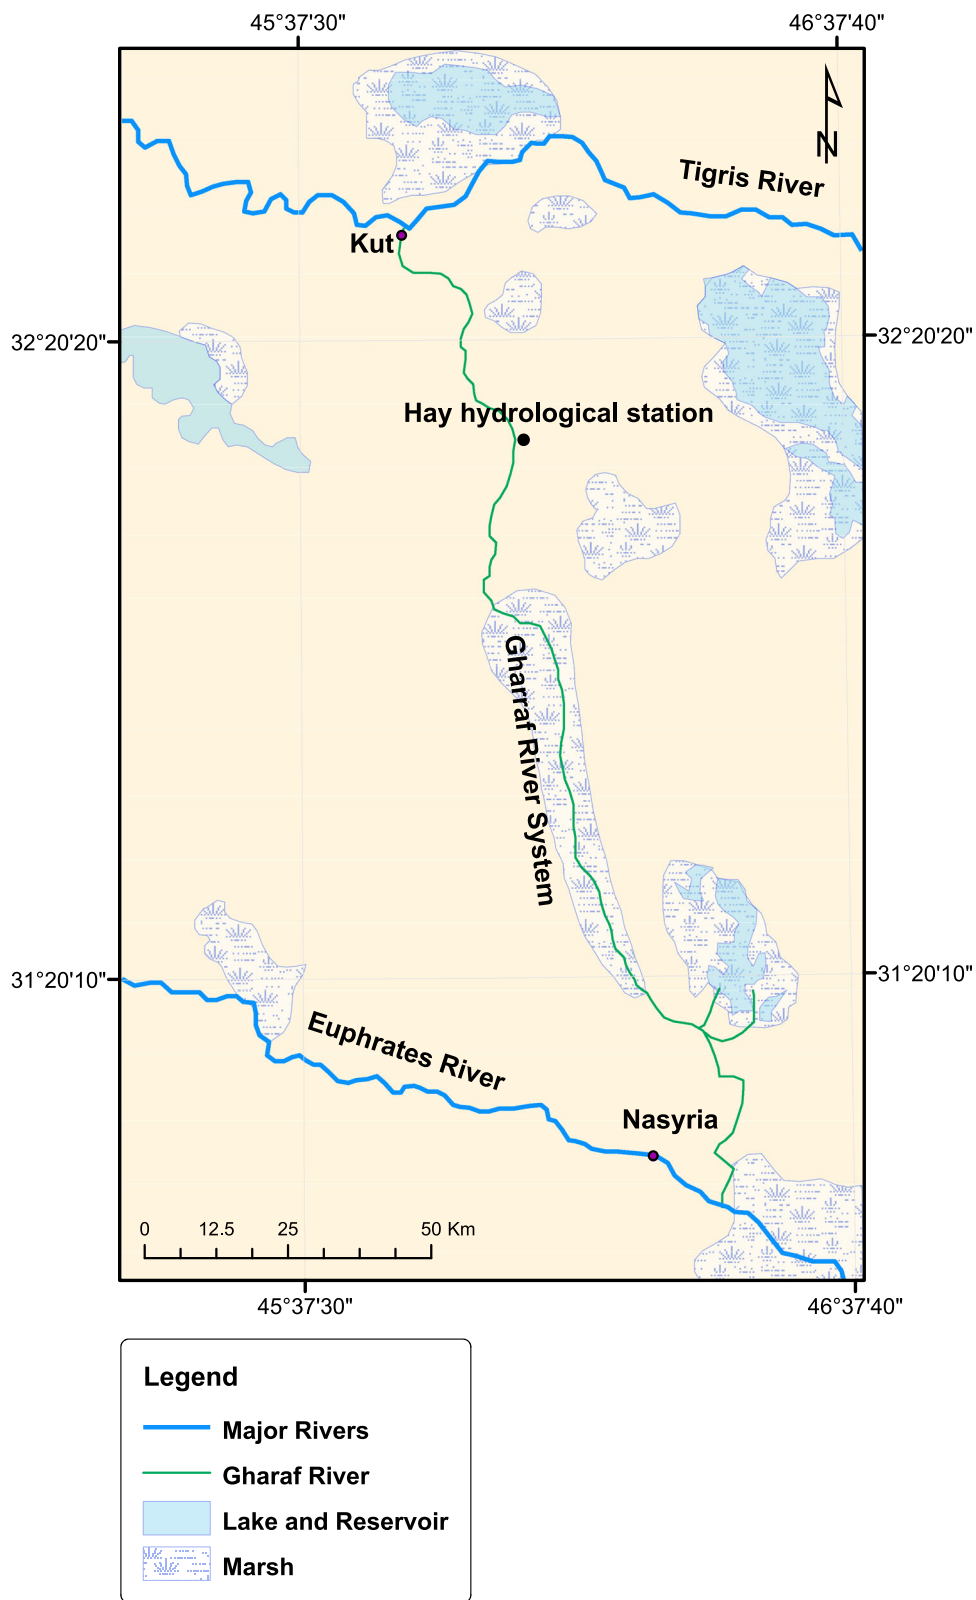 45°37'30" 46°37'40"
N
Tigris River
Kut
32°20'20" 32°20'20"
Hay hydrological station
Gharraf River System
31°20'10" 31°20'10"
Euphrates River
Nasyria
0 12.5 25 50 Km
45°37'30" 46°37'40"
Legend
Major Rivers
Gharaf River
Lake and Reservoir
Marsh